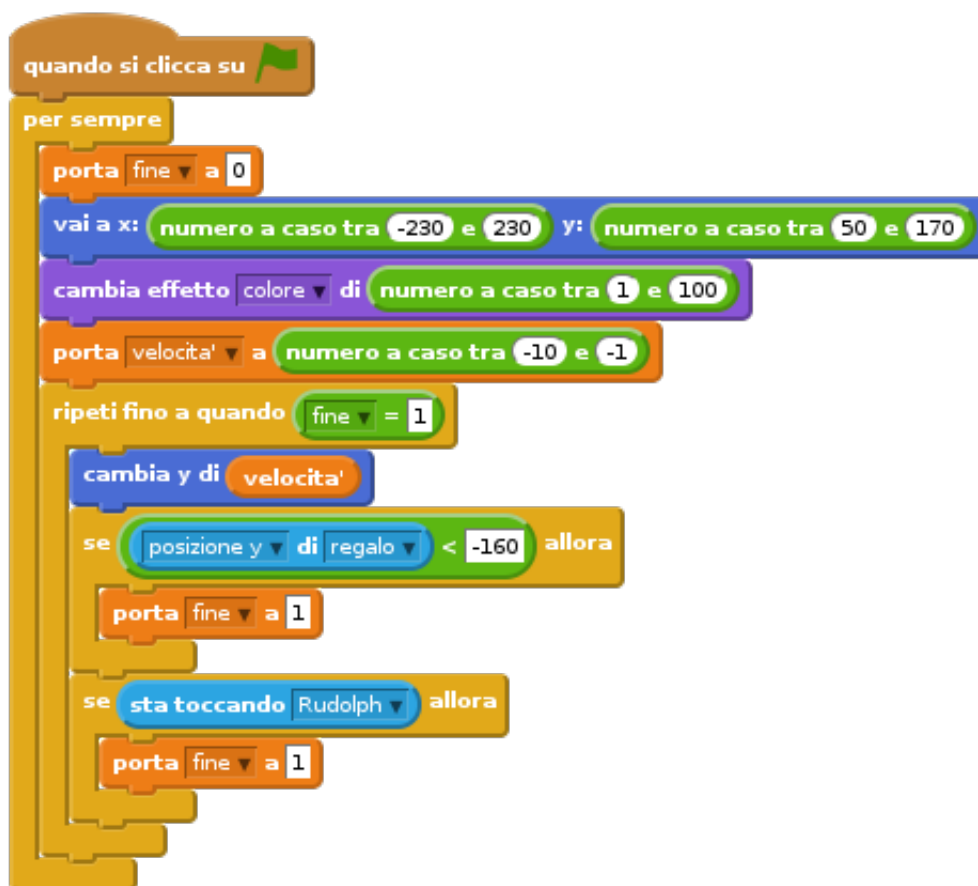 quando si clicca su
per sempre
porta fine a 0
vai a x: numero a caso tra -230 e 230 y: numero a caso tra 50 e 170
cambia effetto colore di numero a caso tra 1 e 100
porta velocita' a numero a caso tra -10 e -1
ripeti fino a quando fine = 1
cambia y di velocita'
se posizione y di regalo < -160 allora
porta fine a 1
se sta toccando Rudolph allora
porta fine a 1